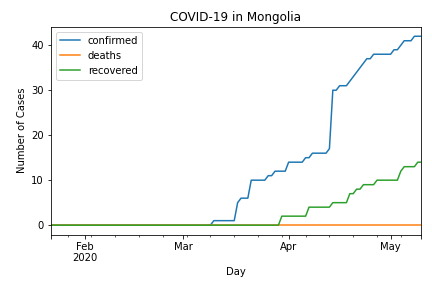 COVID-19 in Mongolia
confirmed
deaths
recovered
Number of Cases
40
30
20
10
0
Feb
2020
Mar
Apr
May
Day